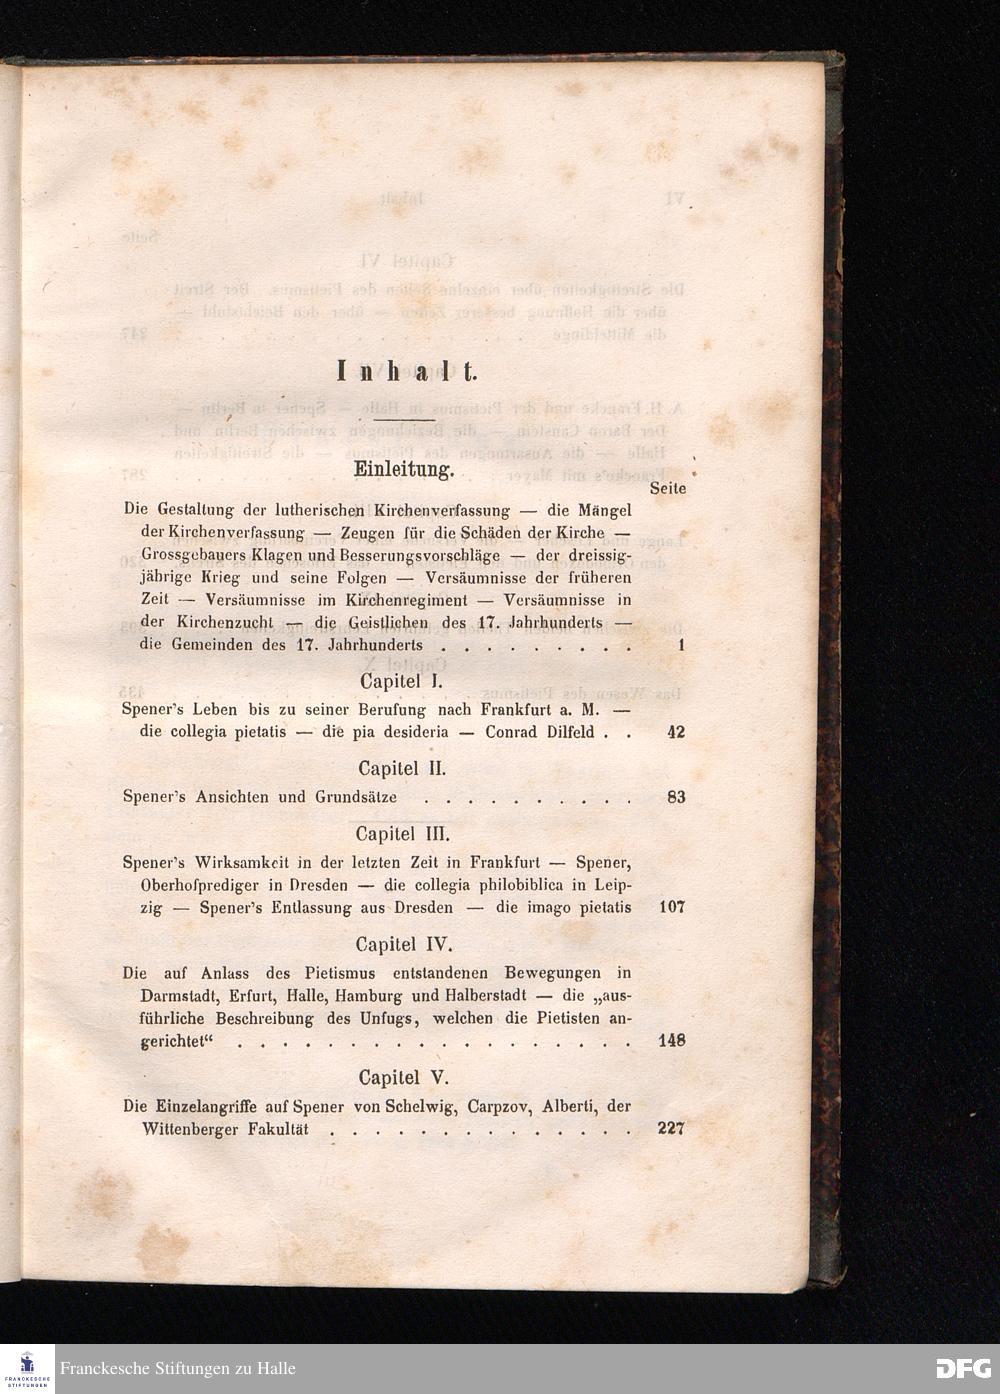 Inhalt.
Einleitung.
Seite
Die Gestaltung der lutherischen Kirchenverfassung — die Mängel
der Kirchenverfassung — Zeugen für die Schäden der Kirche —
Grossgebauers Klagen und Besserungsvorschläge — der dreissig-
jährige Krieg und seine Folgen — Versäumnisse der früheren
Zeit — Versäumnisse im Kirchenregiment — Versäumnisse in
der Kirchenzucht — die Geistlichen des 17. Jahrhunderts —
die Gemeinden des 17. Jahrhunderts . . . . . . . . . 1
Capitel I.
Spener's Leben bis zu seiner Berufung nach Frankfurt a. M. —
die collegia pietatis — die pia desideria — Conrad Dilfeld . . 42
Capitel II.
Spener's Ansichten und Grundsätze . . . . . . . . . . 83
Capitel III.
Spener's Wirksamkeit in der letzten Zeit in Frankfurt — Spener,
Oberhofprediger in Dresden — die collegia philobiblica in Leip-
zig — Spener's Entlassung aus Dresden — die imago pietatis 107
Capitel IV.
Die auf Anlass des Pietismus entstandenen Bewegungen in
Darmstadt, Erfurt, Halle, Hamburg und Halberstadt — die „aus-
führliche Beschreibung des Unfugs, welchen die Pietisten an-
gerichtet“ . . . . . . . . . . . . . . . . . . 148
Capitel V.
Die Einzelangriffe auf Spener von Schelwig, Carpzov, Alberti, der
Wittenberger Fakultät . . . . . . . . . . . . . . 227
FRANCKESCHE
STIFTUNGEN
Franckesche Stiftungen zu Halle
DFG